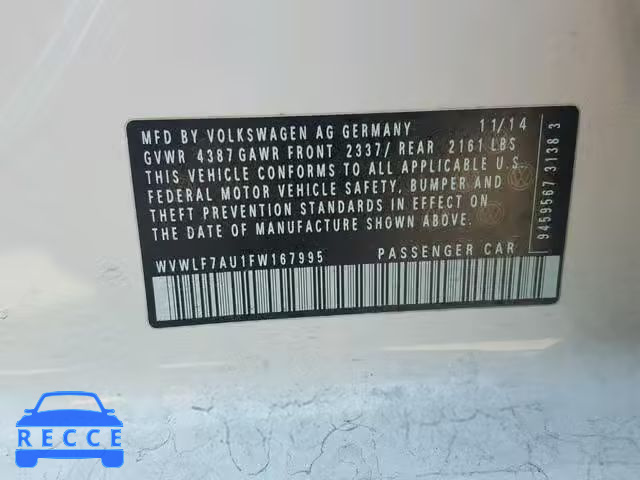 MFD BY VOLKSWAGEN AG GERMANY 11/14
GVWR 4387 GAWR FRONT 2337/ REAR 2161 LBS
THIS VEHICLE CONFORMS TO ALL APPLICABLE U.S.
FEDERAL MOTOR VEHICLE SAFETY, BUMPER AND
THEFT PREVENTION STANDARDS IN EFFECT ON
THE DATE OF MANUFACTURE SHOWN ABOVE.
WVWLF7AU1FW167995 PASSENGER CAR
9459567 3138 3
RECCE